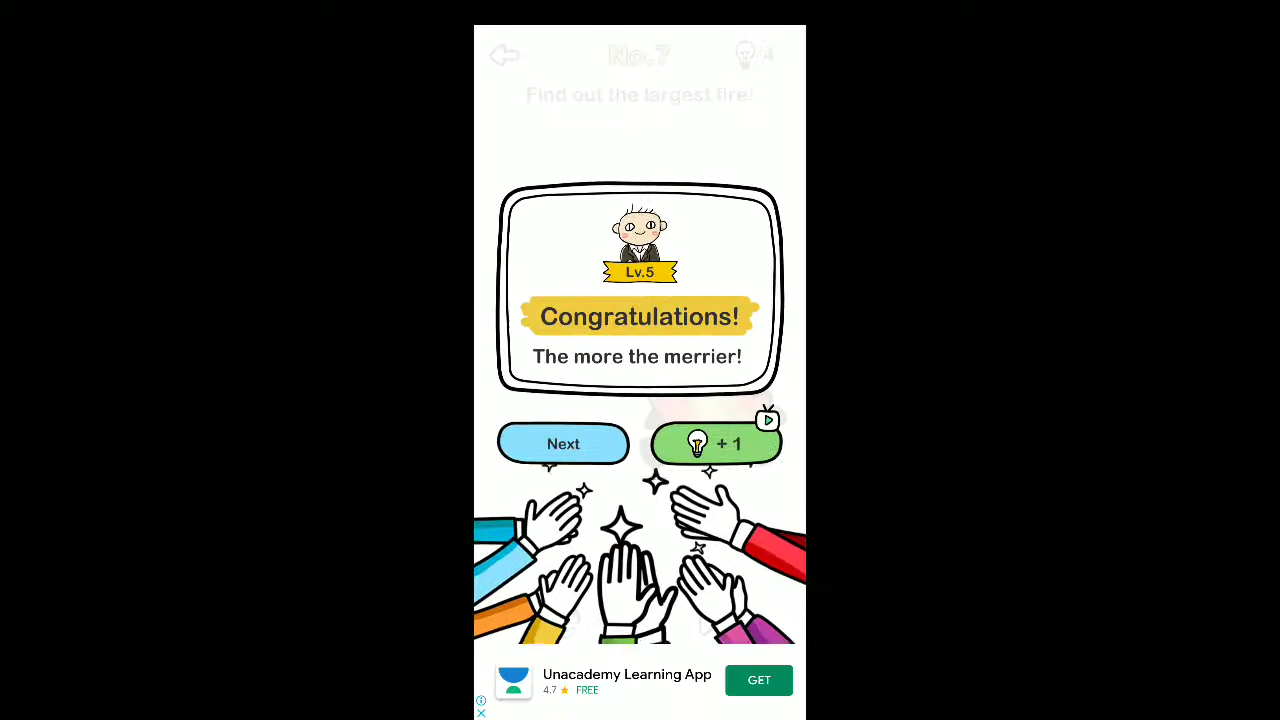 No.7
4
Find out the largest fire!
Lv.5
Congratulations!
The more the merrier!
Next
+ 1
Unacademy Learning App
4.7 ★ FREE
GET